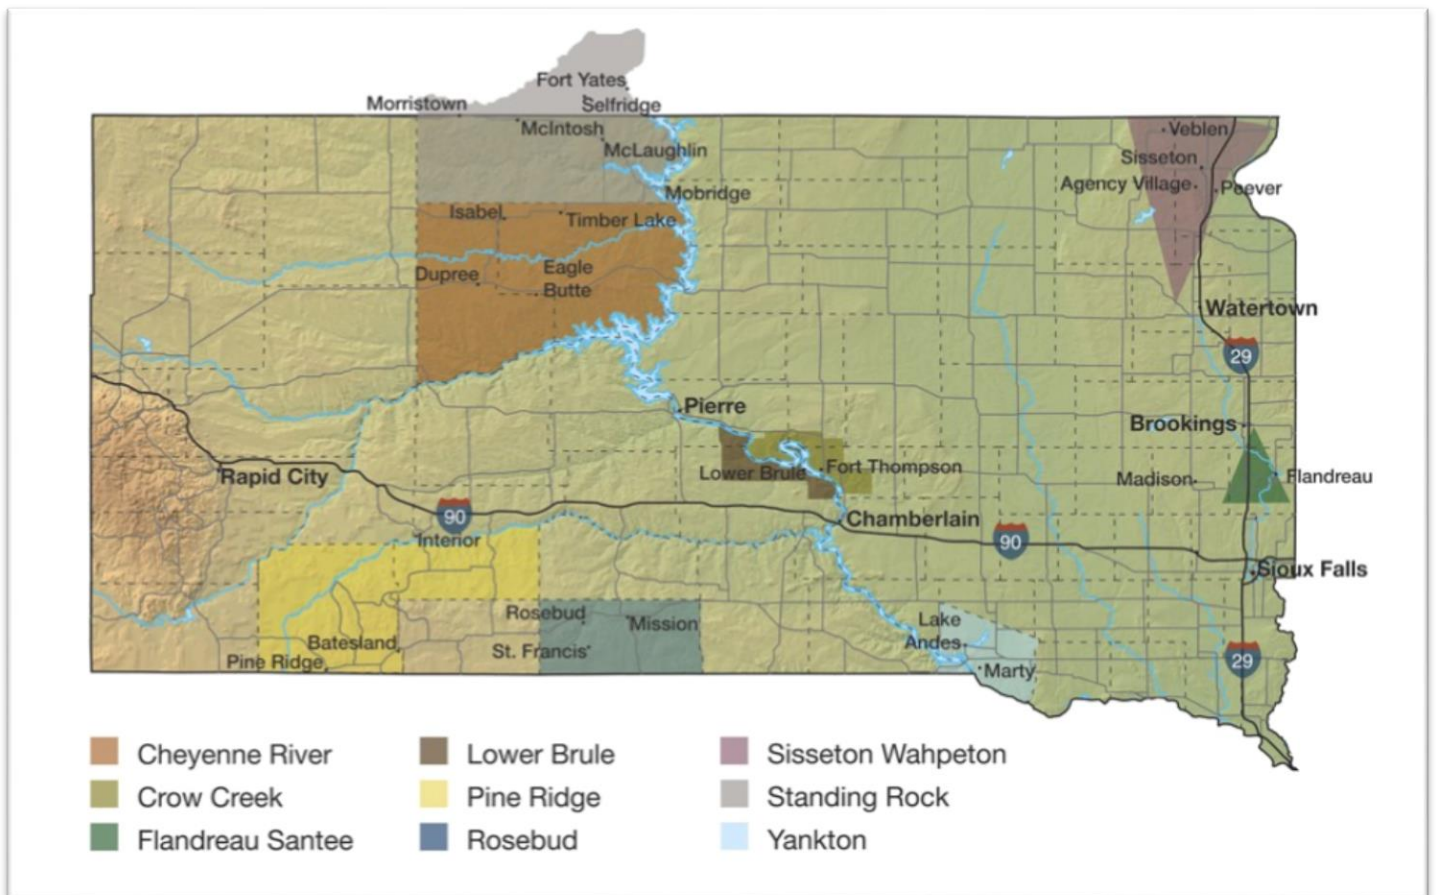 Fort Yates
Morristown
Selfridge
McIntosh
McLaughlin
Mobridge
Isabel
Timber Lake
Dupree
Eagle
Butte
Veblen
Sisseton
Agency Village
Peever
Watertown
29
Pierre
Brookings
Lower Brule
Fort Thompson
Madison
Flandreau
Rapid City
90
Interior
Chamberlain
90
Sioux Falls
Rosebud
Mission
Batesland
St. Francis
Pine Ridge
Lake
Andes
Marty
29
Cheyenne River
Crow Creek
Flandreau Santee
Lower Brule
Pine Ridge
Rosebud
Sisseton Wahpeton
Standing Rock
Yankton